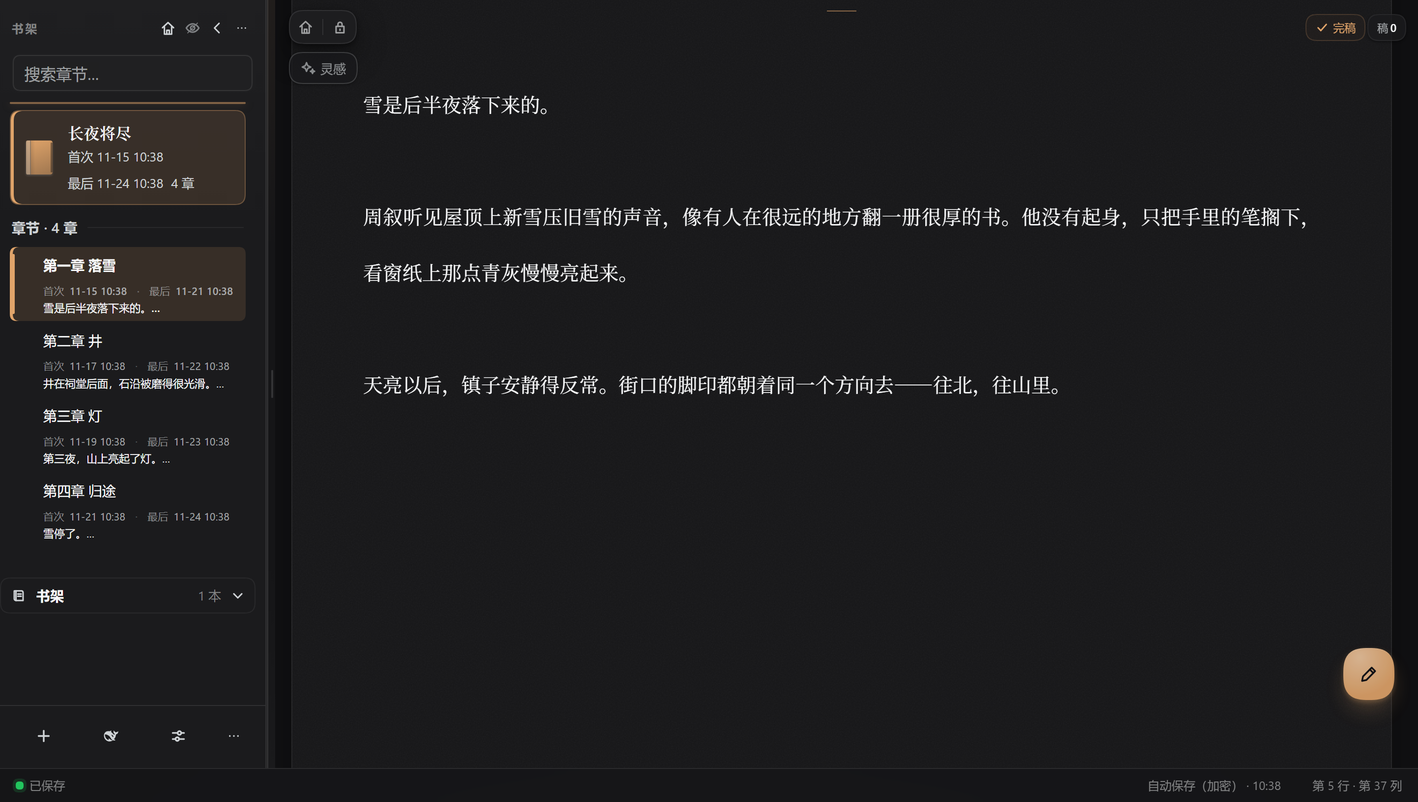 书架
搜索章节...
长夜将尽
首次 11-15 10:38
最后 11-24 10:38 4 章
章节 · 4 章
第一章 落雪
首次 11-15 10:38 · 最后 11-21 10:38
雪是后半夜落下来的。...
第二章 井
首次 11-17 10:38 · 最后 11-22 10:38
井在祠堂后面，石沿被磨得很光滑。...
第三章 灯
首次 11-19 10:38 · 最后 11-23 10:38
第三夜，山上亮起了灯。...
第四章 归途
首次 11-21 10:38 · 最后 11-24 10:38
雪停了。...
书架 1 本
已保存
灵感
完稿 稿 0
雪是后半夜落下来的。
周叙听见屋顶上新雪压旧雪的声音，像有人在很远的地方翻一册很厚的书。他没有起身，只把手里的笔搁下，
看窗纸上那点青灰慢慢亮起来。
天亮以后，镇子安静得反常。街口的脚印都朝着同一个方向去——往北，往山里。
自动保存（加密） · 10:38 第 5 行 · 第 37 列